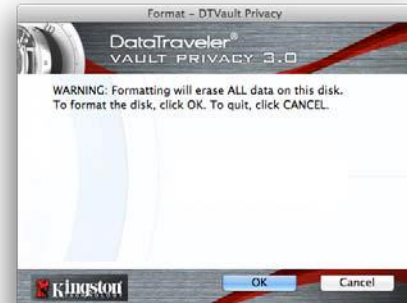 Format – DTVault Privacy
DataTraveler®
VAULT PRIVACY 3.0
WARNING: Formatting will erase ALL data on this disk.
To format the disk, click OK. To quit, click CANCEL.
Kingston
OK
Cancel